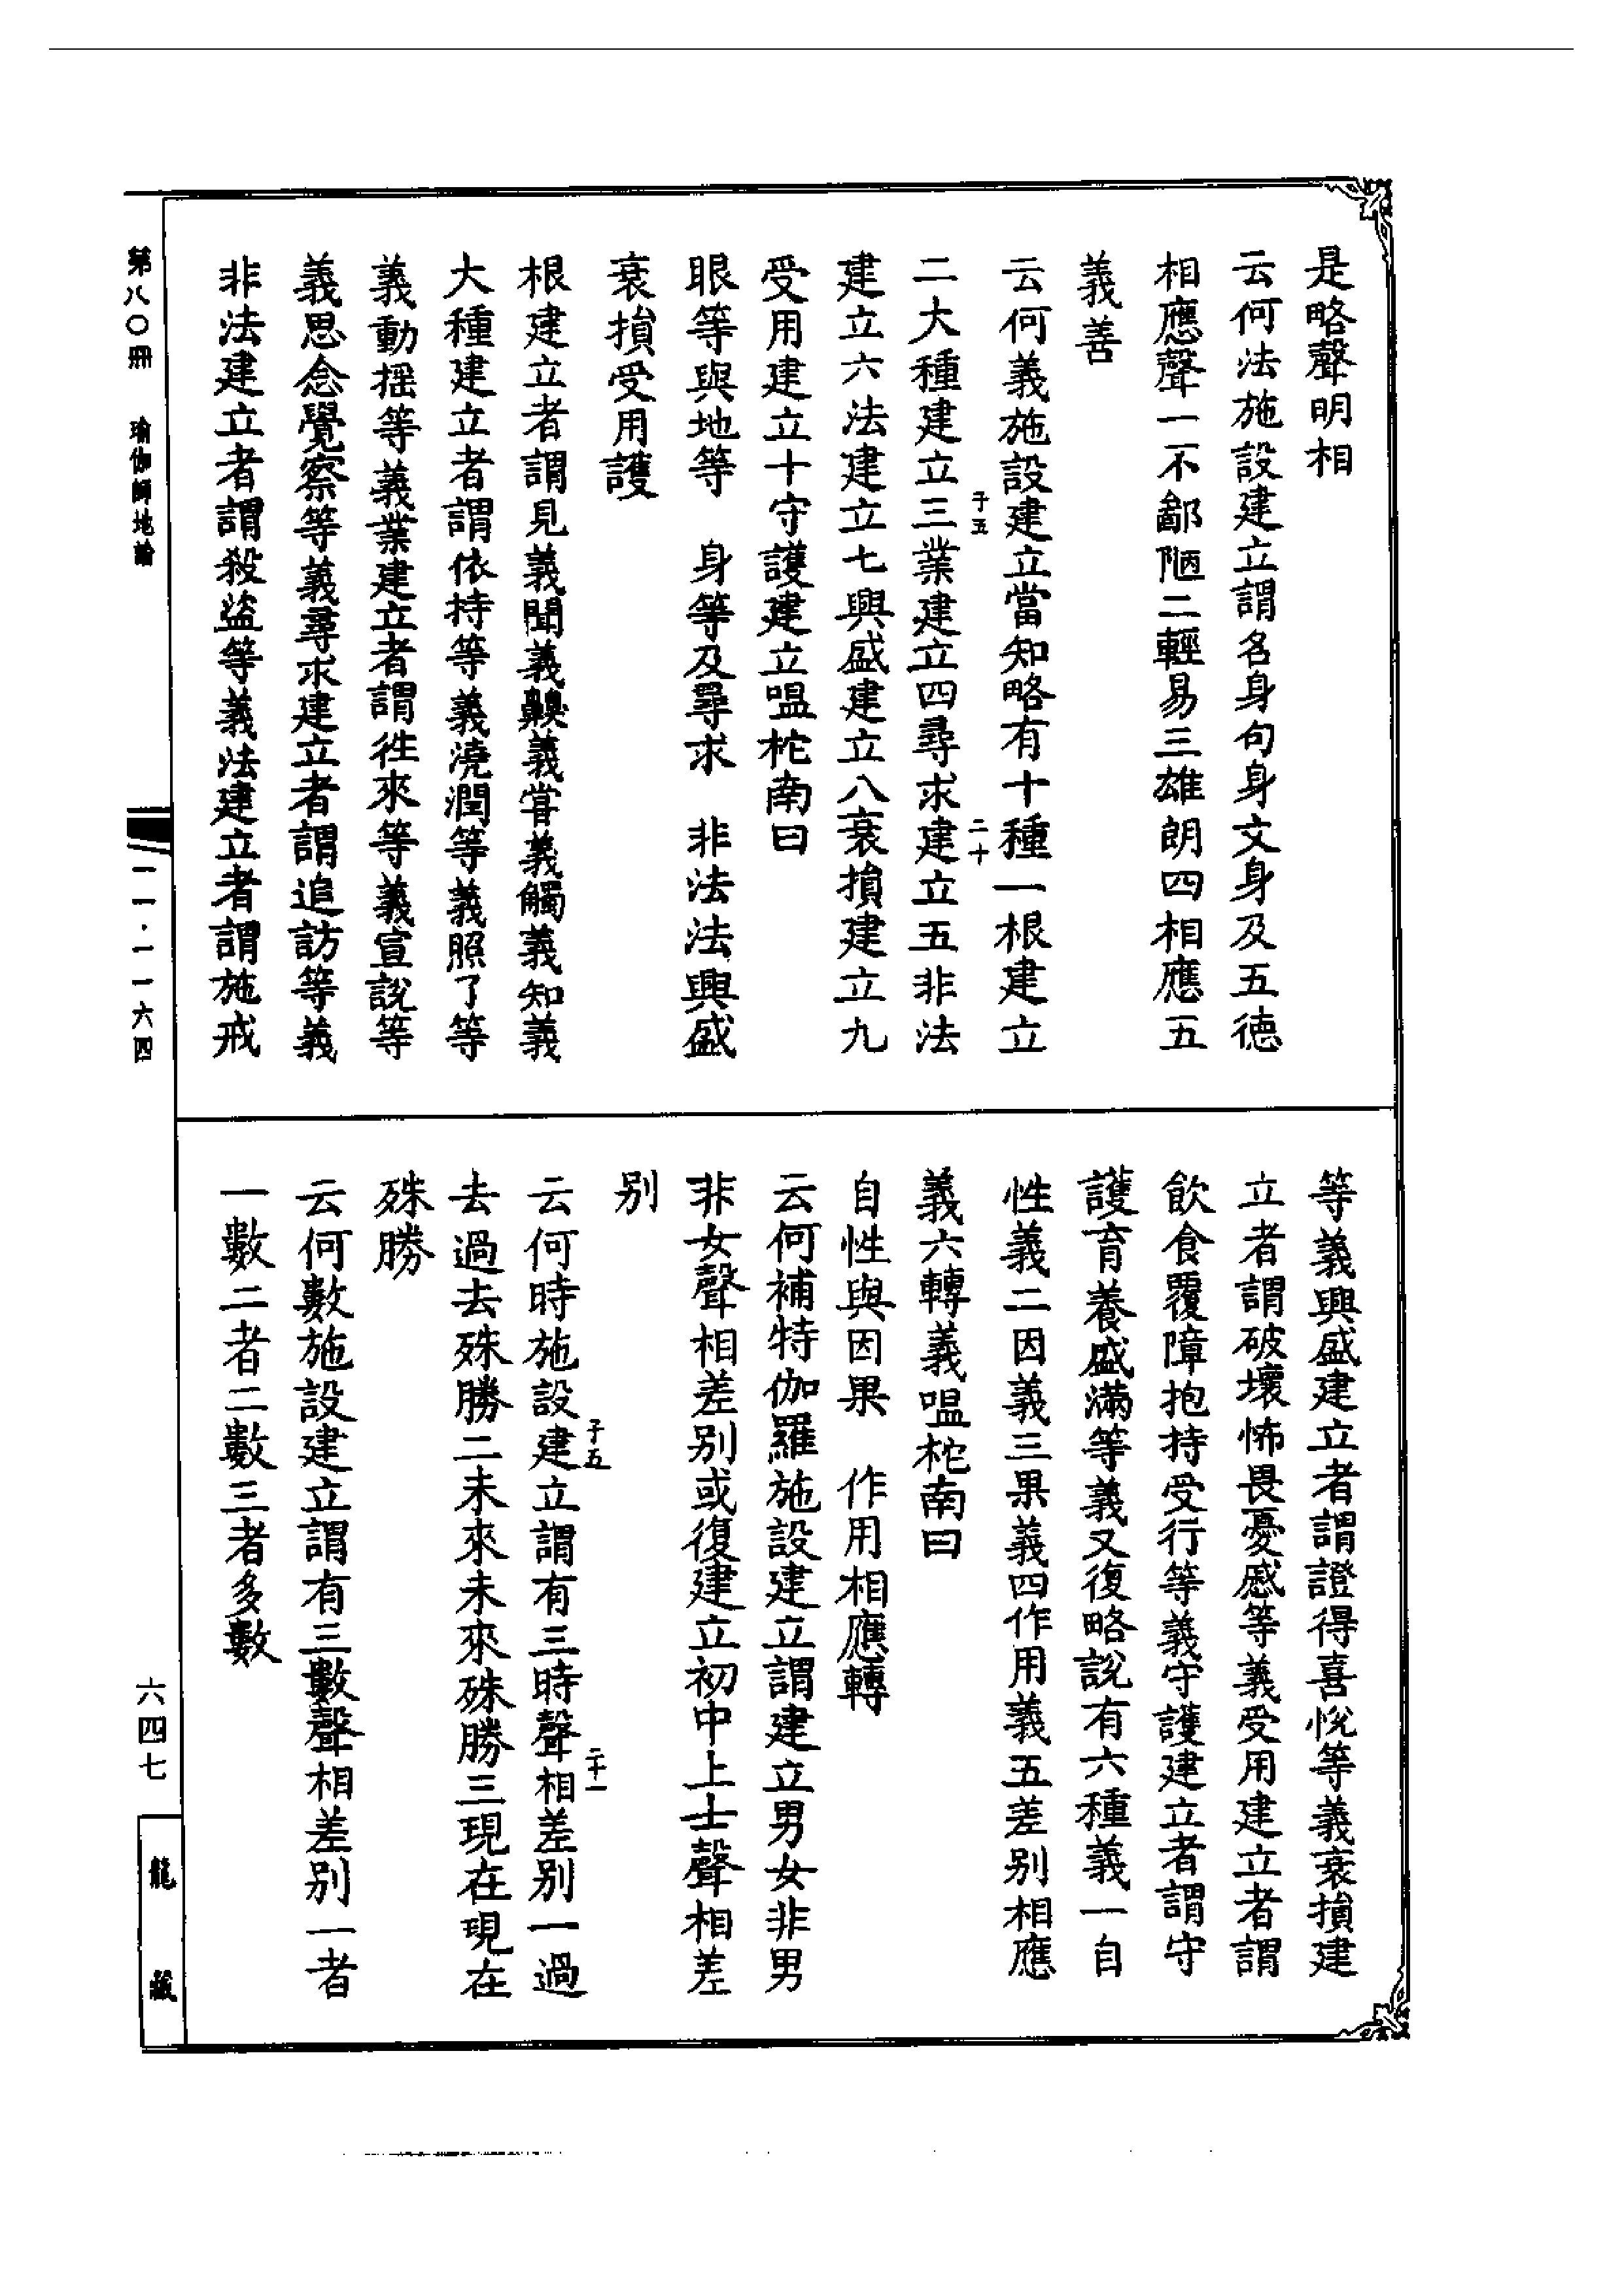 是略聲明相
云何法施設建立謂名身句身文身及五德
相應聲一不鄙陋二輕易三雄朗四相應五
義善
云何義施設建立當知略有十種一根建立
二大種建立三業建立四尋求建立五非法
子五
二十
建立六法建立七興盛建立八衰損建立九
受用建立十守護建立嗢柁南曰
眼等與地等　身等及尋求　非法法興盛
衰損受用護
根建立者謂見義聞義齅義甞義觸義知義
大種建立者謂依持等義澆潤等義照了等
義動搖等義業建立者謂徃來等義宣說等
義思念覺察等義尋求建立者謂追訪等義
非法建立者謂殺盜等義法建立者謂施戒
等義興盛建立者謂證得喜悅等義衰損建
立者謂破壞怖畏憂慼等義受用建立者謂
飲食覆障抱持受行等義守護建立者謂守
護育養盛滿等義又復略說有六種義一自
性義二因義三果義四作用義五差别相應
義六轉義嗢柁南曰
自性與因果　作用相應轉
云何補特伽羅施設建立謂建立男女非男
非女聲相差别或復建立初中上士聲相差
别
子五
二十一
云何時施設建立謂有三時聲相差别一過
去過去殊勝二未來未來殊勝三現在現在
殊勝
云何數施設建立謂有三數聲相差别一者
一數二者二數三者多數
第八〇冊　瑜伽師地論
一一·一一六四
六四七
龍藏